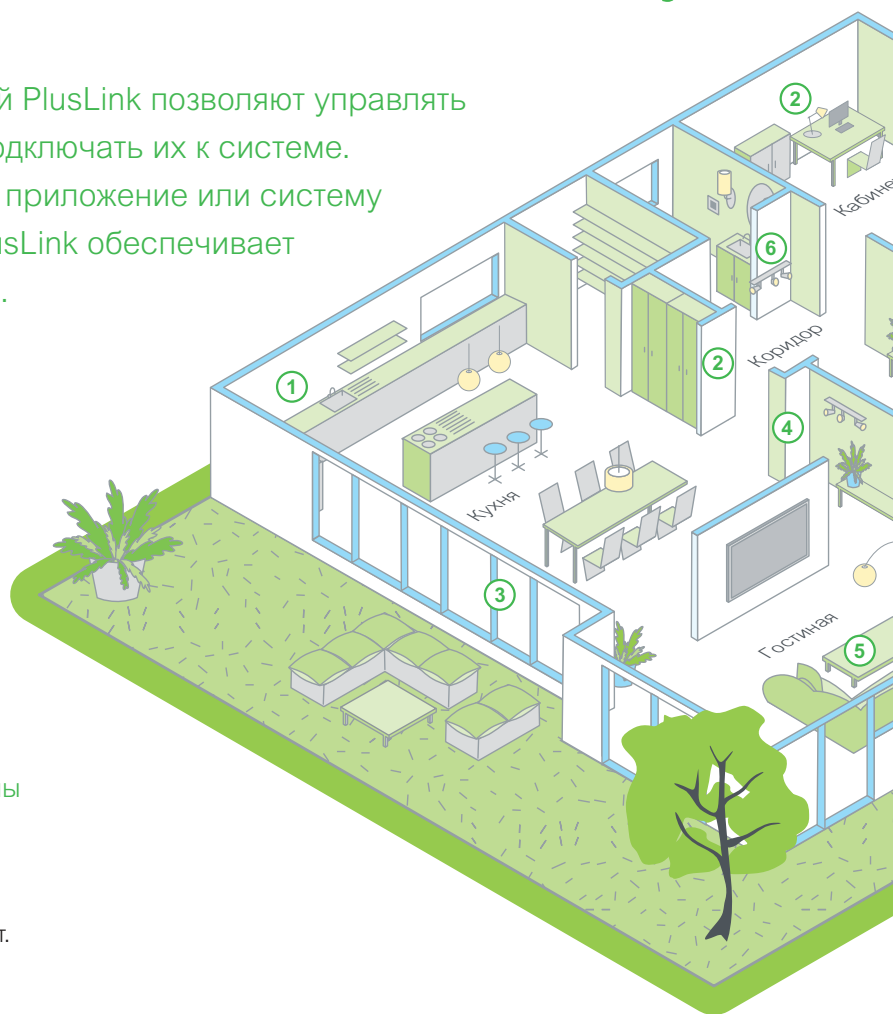 й PlusLink позволяют управлять
одключать их к системе.
приложение или систему
usLink обеспечивает
.
2
Кабинет
6
Коридор
2
1
4
Кухня
3
Гостиная
5
ны
т.